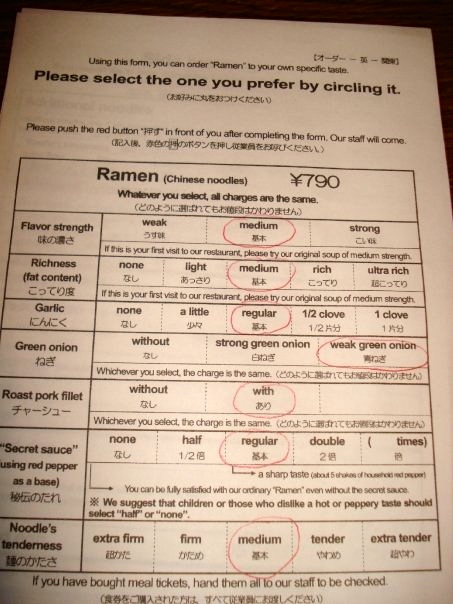 【オーダー － 英 － 関東】
Using this form, you can order "Ramen" to your own specific taste.
Please select the one you prefer by circling it.
(お好みに丸をおつけください)
Please push the red button "押す" in front of you after completing the form. Our staff will come.
(記入後、赤色の押のボタンを押し従業員をお呼びください。)
Ramen (Chinese noodles) ¥790
Whatever you select, all charges are the same.
(どのように選ばれてもお値段はかわりません)
Flavor strength weak medium strong
味の濃さ うす味 基本 こい味
If this is your first visit to our restaurant, please try our original soup of medium strength.
Richness none light medium rich ultra rich
(fat content) なし あっさり 基本 こってり 超こってり
こってり度 If this is your first visit to our restaurant, please try our original soup of medium strength.
Garlic none a little regular 1/2 clove 1 clove
にんにく なし 少々 基本 1/2片分 1片分
Green onion without strong green onion weak green onion
ねぎ なし 白ねぎ 青ねぎ
Whichever you select, the charge is the same. (どのように選ばれてもお値段はかわりません)
Roast pork fillet without with
チャーシュー なし あり
Whichever you select, the charge is the same. (どのように選ばれてもお値段はかわりません)
"Secret sauce" none half regular double ( times)
(using red pepper なし 1/2倍 基本 2倍 倍
as a base) a sharp taste (about 5 shakes of household red pepper)
秘伝のたれ You can be fully satisfied with our ordinary "Ramen" even without the secret sauce.
※ We suggest that children or those who dislike a hot or peppery taste should
select "half" or "none".
Noodle's extra firm firm medium tender extra tender
tenderness 超かた かため 基本 やわめ 超やわ
麺のかたさ
If you have bought meal tickets, hand them all to our staff to be checked.
(食券をご購入された方は、すべて従業員にお渡しください)